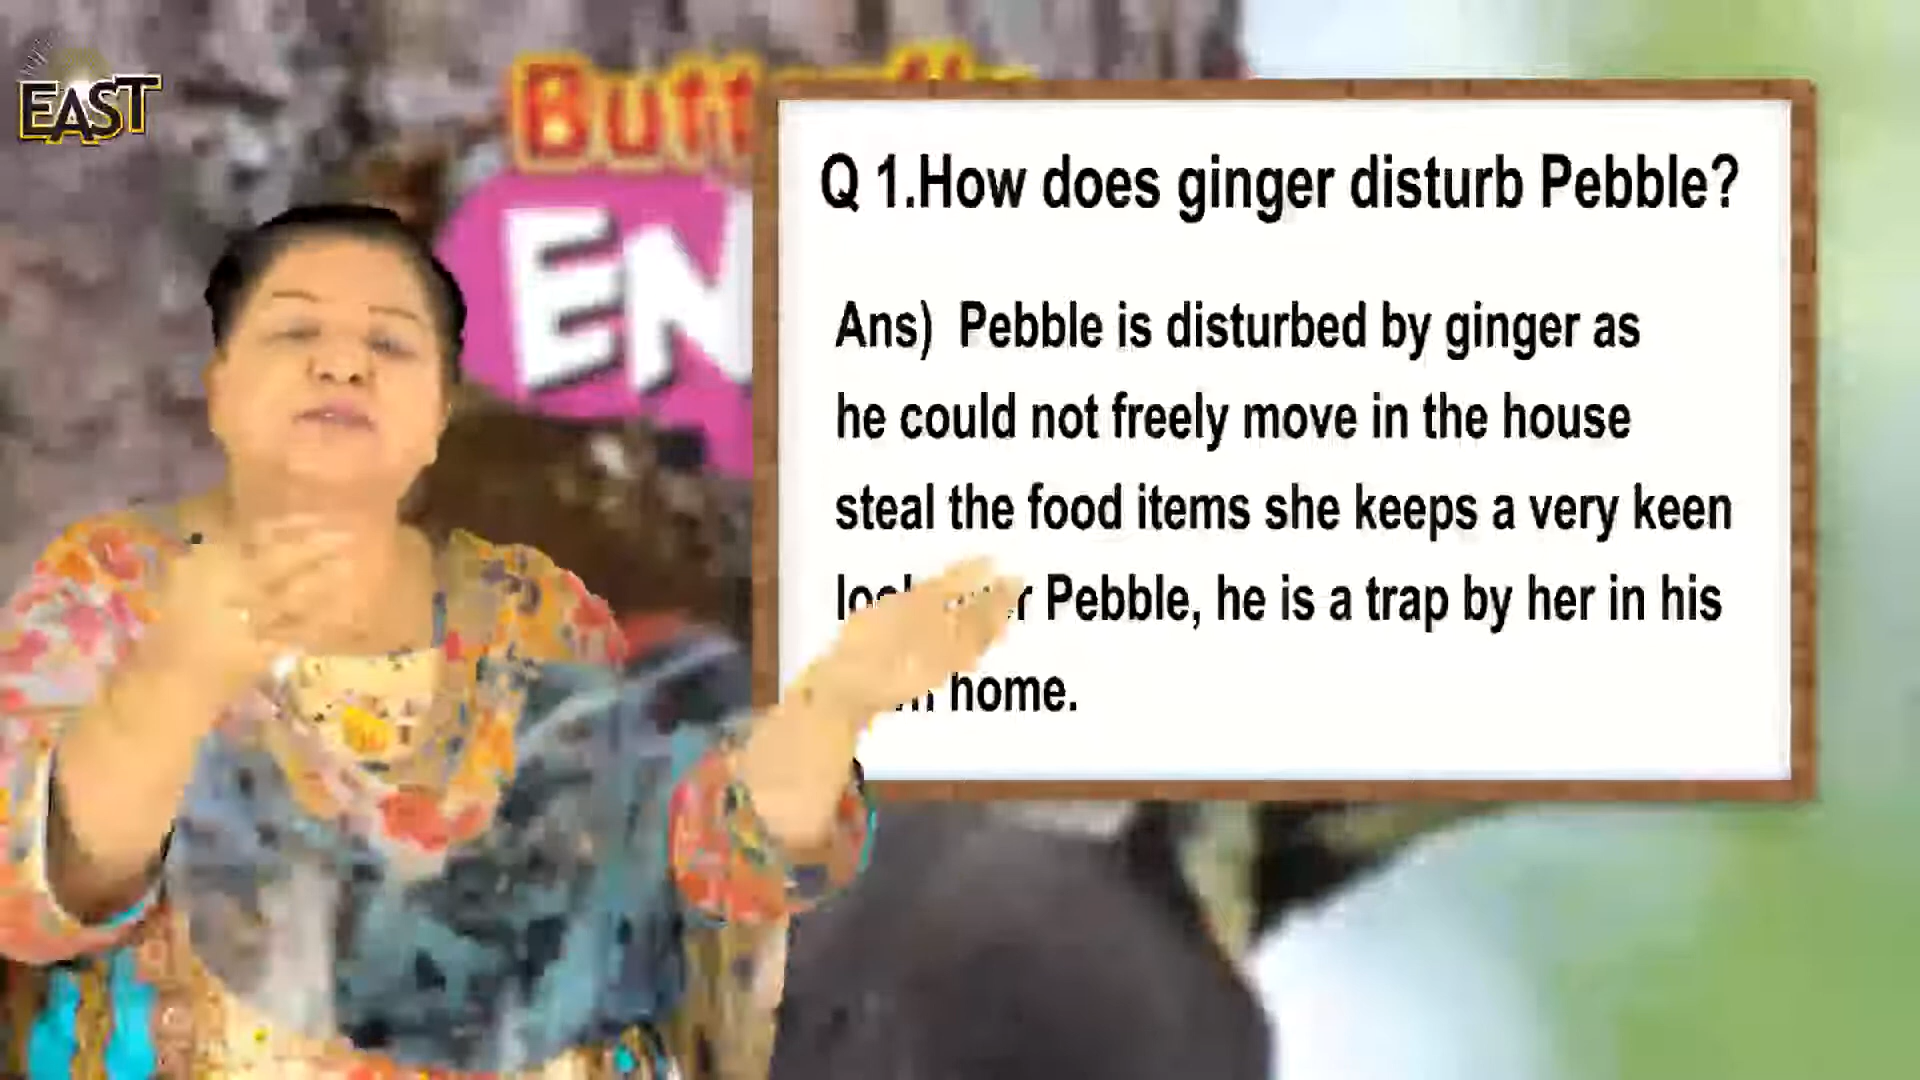 EAST
EN
Q 1.How does ginger disturb Pebble?
Ans) Pebble is disturbed by ginger as
he could not freely move in the house
steal the food items she keeps a very keen
Pebble, he is a trap by her in his
home.